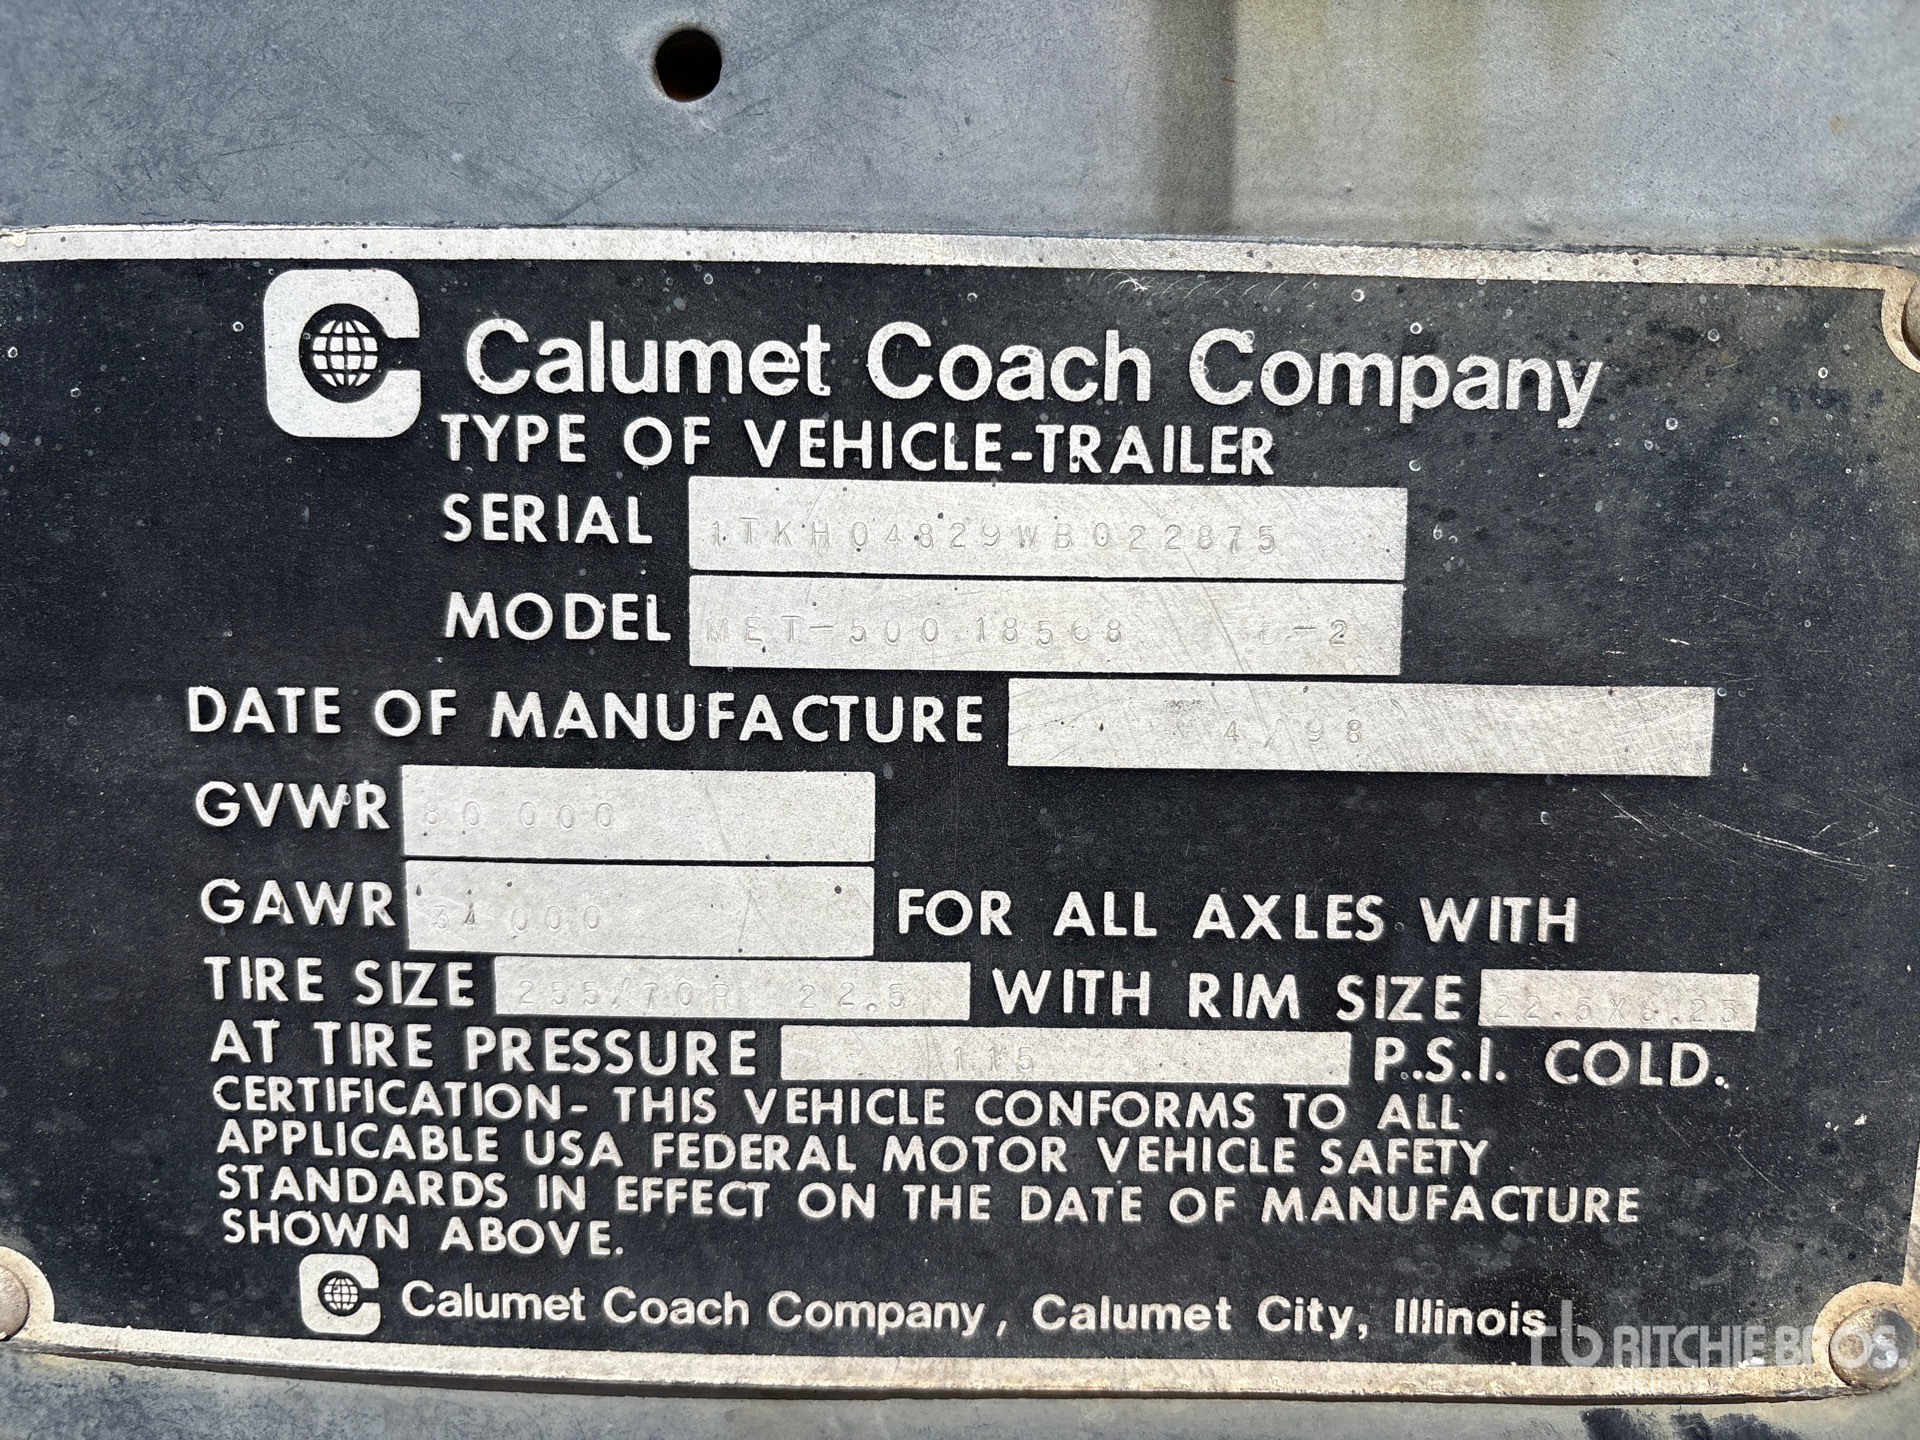 Calumet Coach Company
TYPE OF VEHICLE-TRAILER
SERIAL 1TKH04829WB022875
MODEL MET-500 18568 -2
DATE OF MANUFACTURE 4/98
GVWR 80 000
GAWR 34 000 FOR ALL AXLES WITH
TIRE SIZE 255/70R 22.5 WITH RIM SIZE
AT TIRE PRESSURE 115 P.S.I. COLD.
CERTIFICATION- THIS VEHICLE CONFORMS TO ALL
APPLICABLE USA FEDERAL MOTOR VEHICLE SAFETY
STANDARDS IN EFFECT ON THE DATE OF MANUFACTURE
SHOWN ABOVE.
Calumet Coach Company, Calumet City, Illinois
rb RITCHIE BROS.